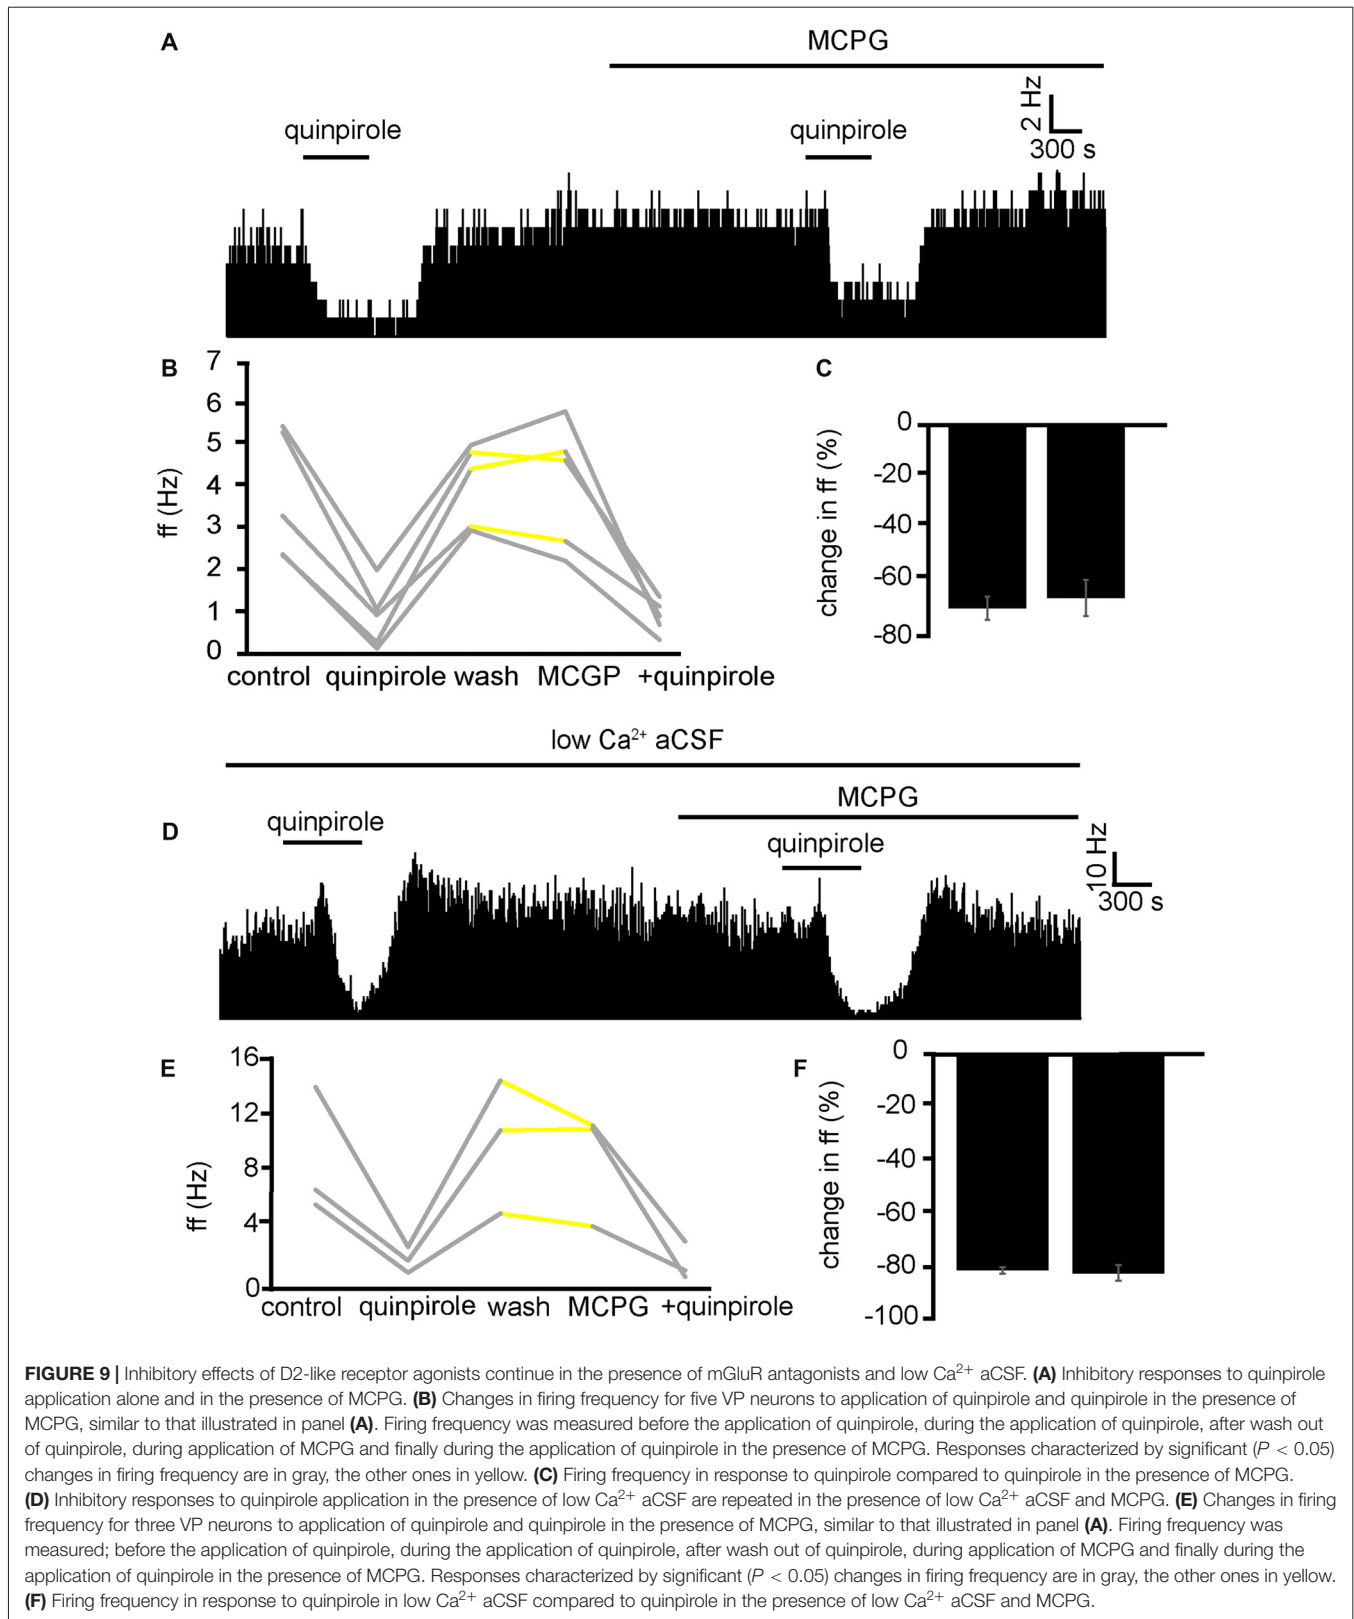 A
MCPG
2 Hz
300 s
quinpirole
quinpirole
B
7
6
5
4
3
2
1
0
ff (Hz)
control quinpirole wash MCGP +quinpirole
C
0
-20
-40
-60
-80
change in ff (%)
low Ca²⁺ aCSF
MCPG
D
quinpirole
quinpirole
10 Hz
300 s
E
16
12
8
4
0
ff (Hz)
control quinpirole wash MCPG +quinpirole
F
0
-20
-40
-60
-80
-100
change in ff (%)
FIGURE 9 | Inhibitory effects of D2-like receptor agonists continue in the presence of mGluR antagonists and low Ca²⁺ aCSF. (A) Inhibitory responses to quinpirole
application alone and in the presence of MCPG. (B) Changes in firing frequency for five VP neurons to application of quinpirole and quinpirole in the presence of
MCPG, similar to that illustrated in panel (A). Firing frequency was measured before the application of quinpirole, during the application of quinpirole, after wash out
of quinpirole, during application of MCPG and finally during the application of quinpirole in the presence of MCPG. Responses characterized by significant (P < 0.05)
changes in firing frequency are in gray, the other ones in yellow. (C) Firing frequency in response to quinpirole compared to quinpirole in the presence of MCPG.
(D) Inhibitory responses to quinpirole application in the presence of low Ca²⁺ aCSF are repeated in the presence of low Ca²⁺ aCSF and MCPG. (E) Changes in firing
frequency for three VP neurons to application of quinpirole and quinpirole in the presence of MCPG, similar to that illustrated in panel (A). Firing frequency was
measured; before the application of quinpirole, during the application of quinpirole, after wash out of quinpirole, during application of MCPG and finally during the
application of quinpirole in the presence of MCPG. Responses characterized by significant (P < 0.05) changes in firing frequency are in gray, the other ones in yellow.
(F) Firing frequency in response to quinpirole in low Ca²⁺ aCSF compared to quinpirole in the presence of low Ca²⁺ aCSF and MCPG.